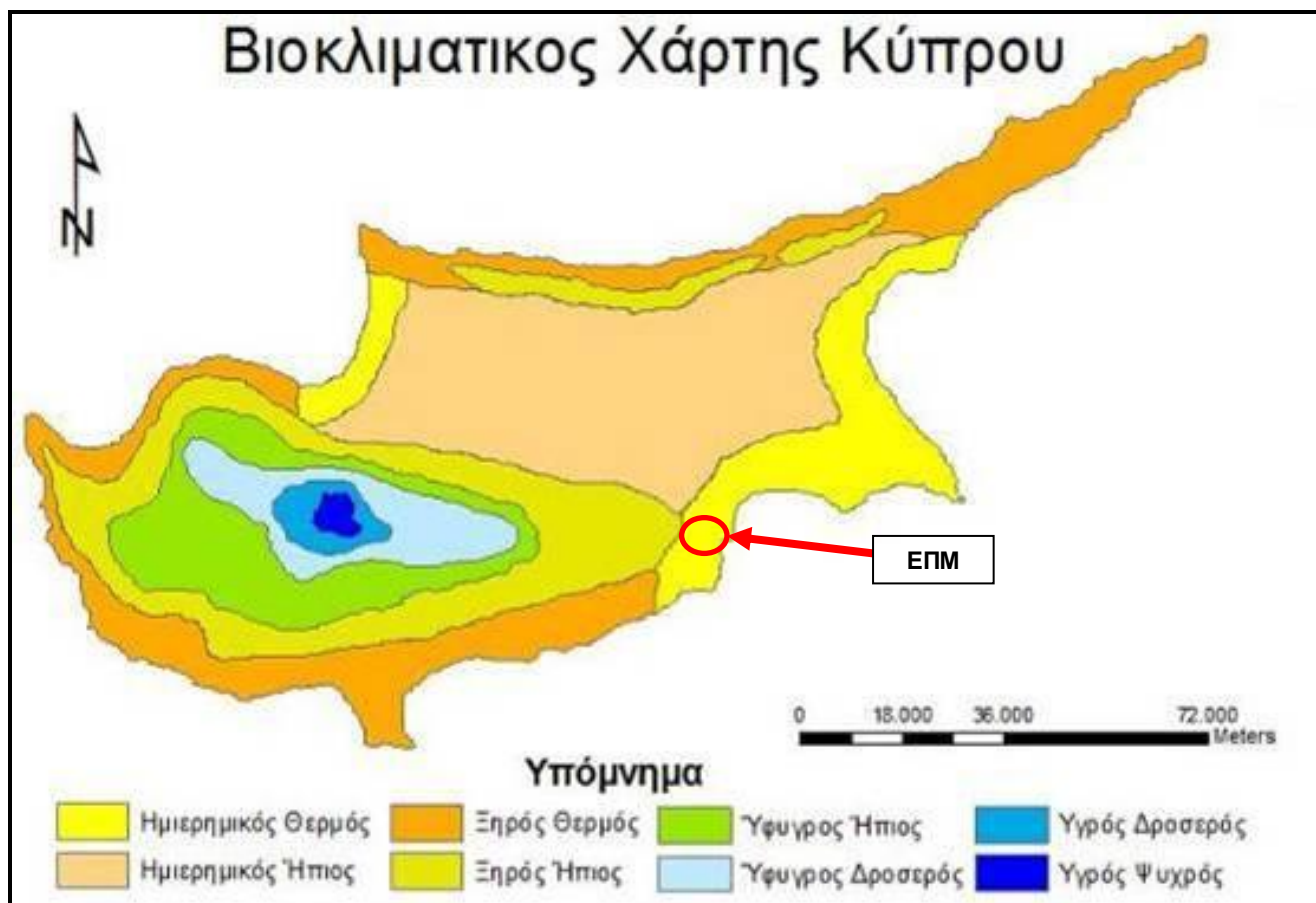 Βιοκλιματικος Χάρτης Κύπρου
N
ΕΠΜ
0 18.000 36.000 72.000
Meters
Υπόμνημα
Ημιερημικός Θερμός Ξηρός Θερμός Ύφυγρος Ήπιος Υγρός Δροσερός
Ημιερημικός Ήπιος Ξηρός Ήπιος Ύφυγρος Δροσερός Υγρός Ψυχρός